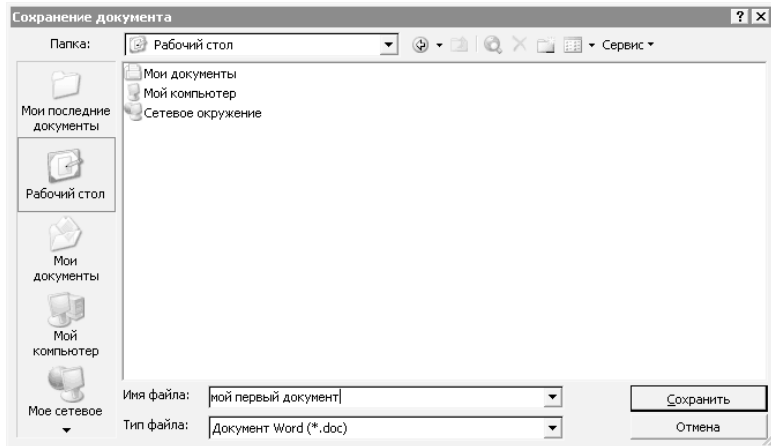 Сохранение документа
Папка:
Рабочий стол
Сервис
Мои последние
документы
Рабочий стол
Мои
документы
Мой
компьютер
Мое сетевое
Мои документы
Мой компьютер
Сетевое окружение
Имя файла:
мой первый документ
Сохранить
Тип файла:
Документ Word (*.doc)
Отмена